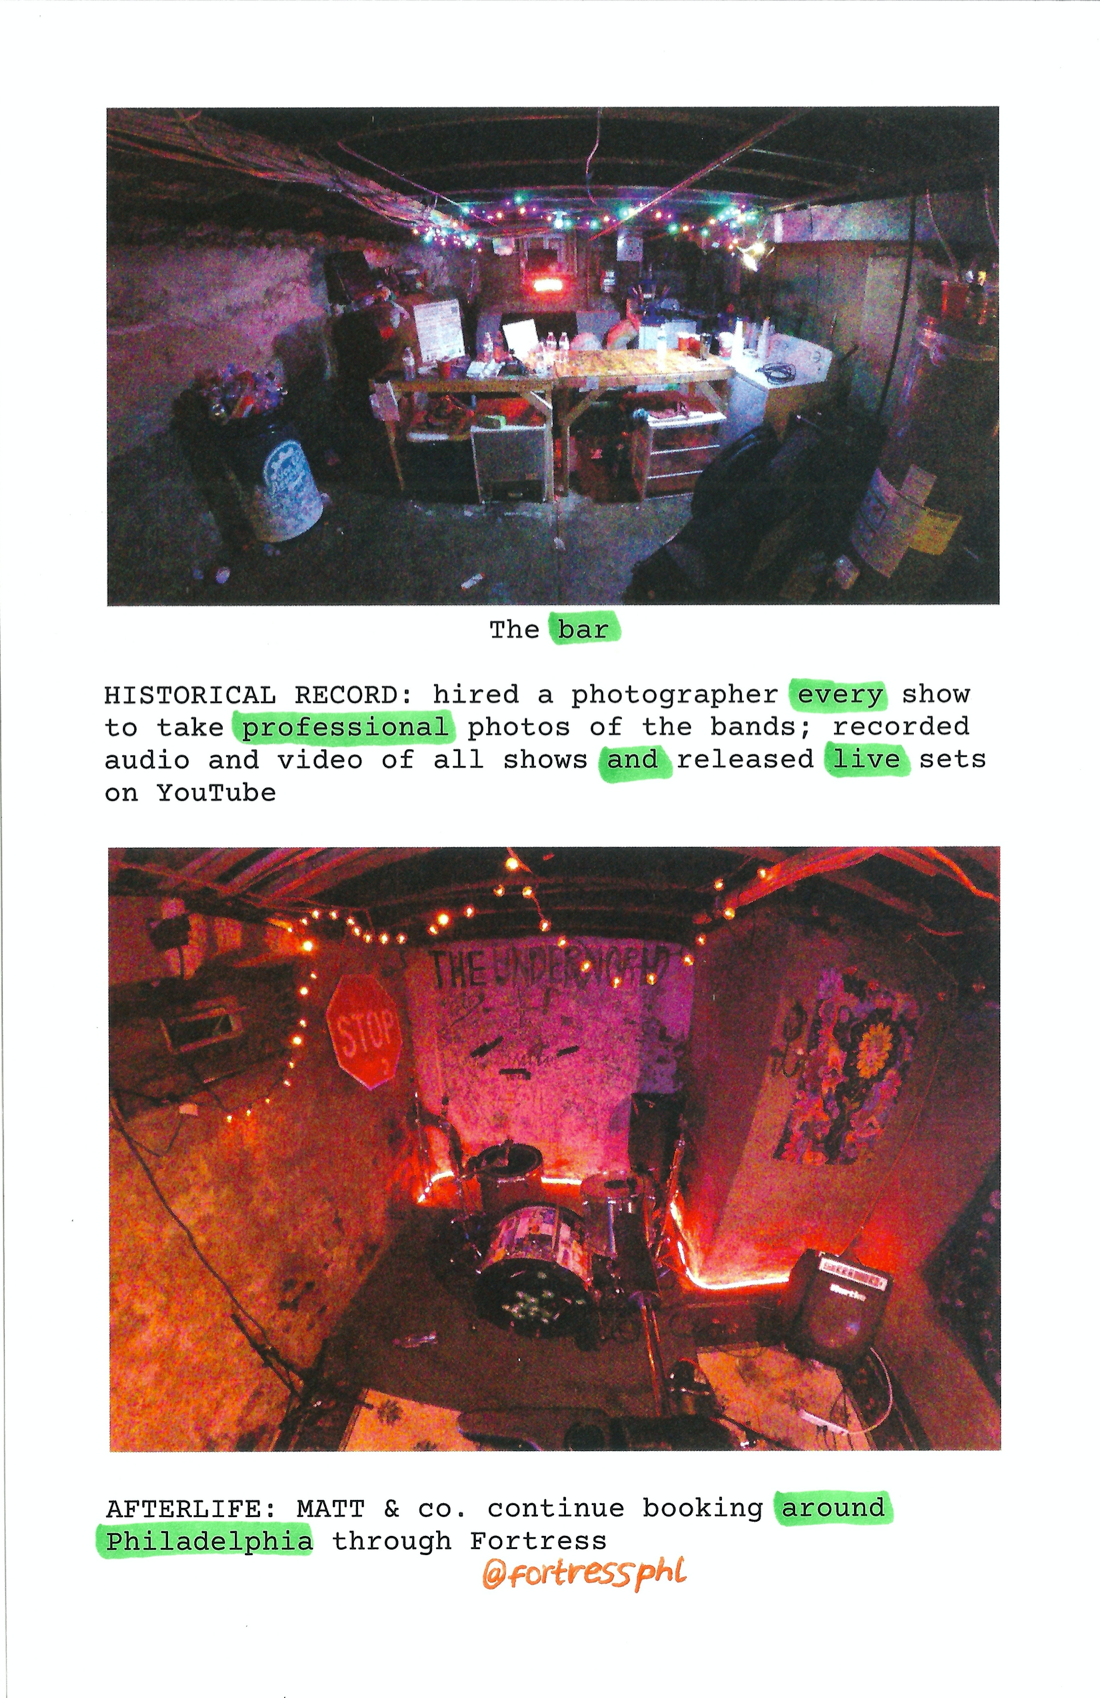 The bar
HISTORICAL RECORD: hired a photographer every show
to take professional photos of the bands; recorded
audio and video of all shows and released live sets
on YouTube
THE UNDERWORLD
STOP
AFTERLIFE: MATT & co. continue booking around
Philadelphia through Fortress
@fortressphl